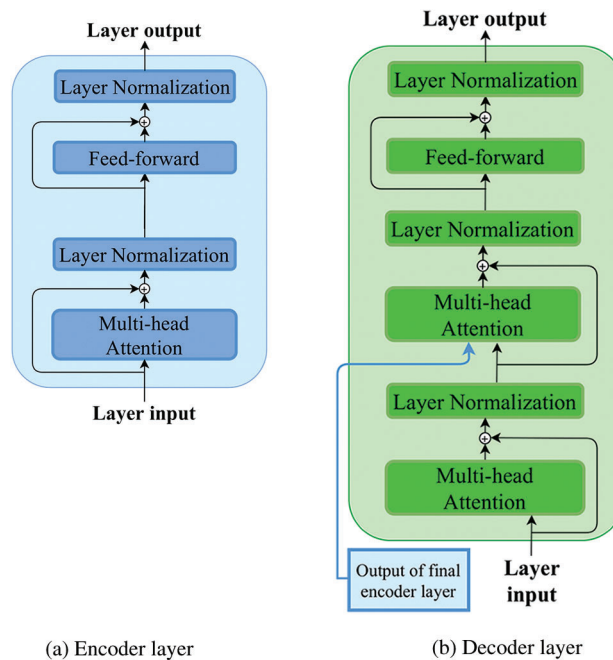 Layer output
Layer Normalization
Feed-forward
Layer Normalization
Multi-head
Attention
Layer input
(a) Encoder layer
Layer output
Layer Normalization
Feed-forward
Layer Normalization
Multi-head
Attention
Layer Normalization
Multi-head
Attention
Output of final
encoder layer
Layer
input
(b) Decoder layer